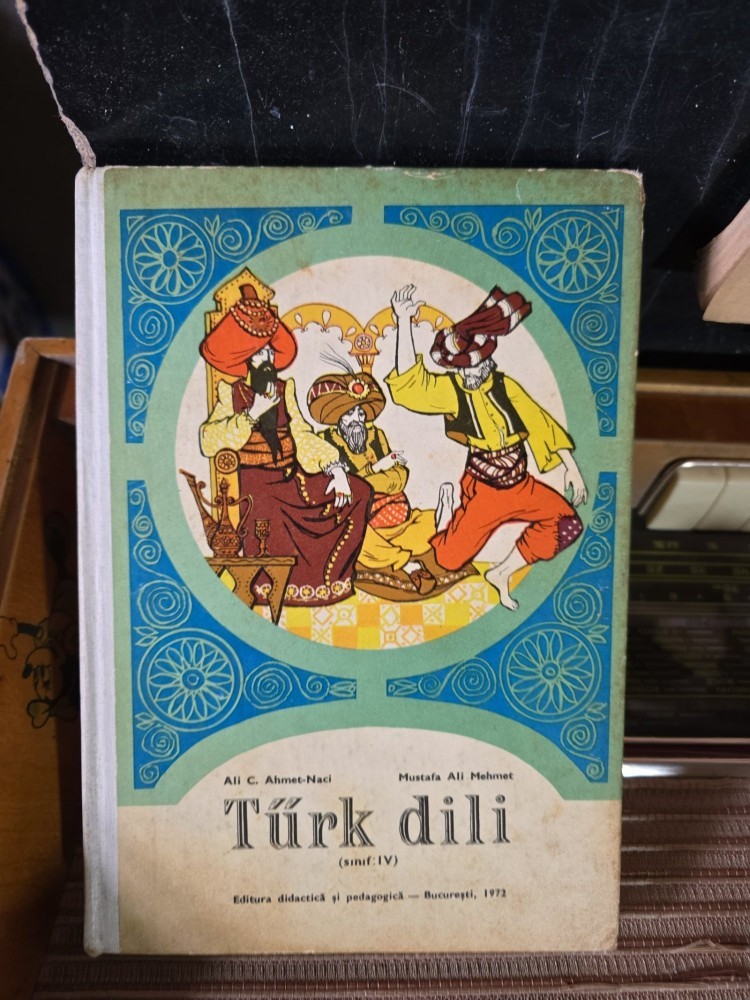 Ali C. Ahmet-Naci Mustafa Ali Mehmet
Tűrk dili
(sınıf: IV)
Editura didactică și pedagogică — București, 1972